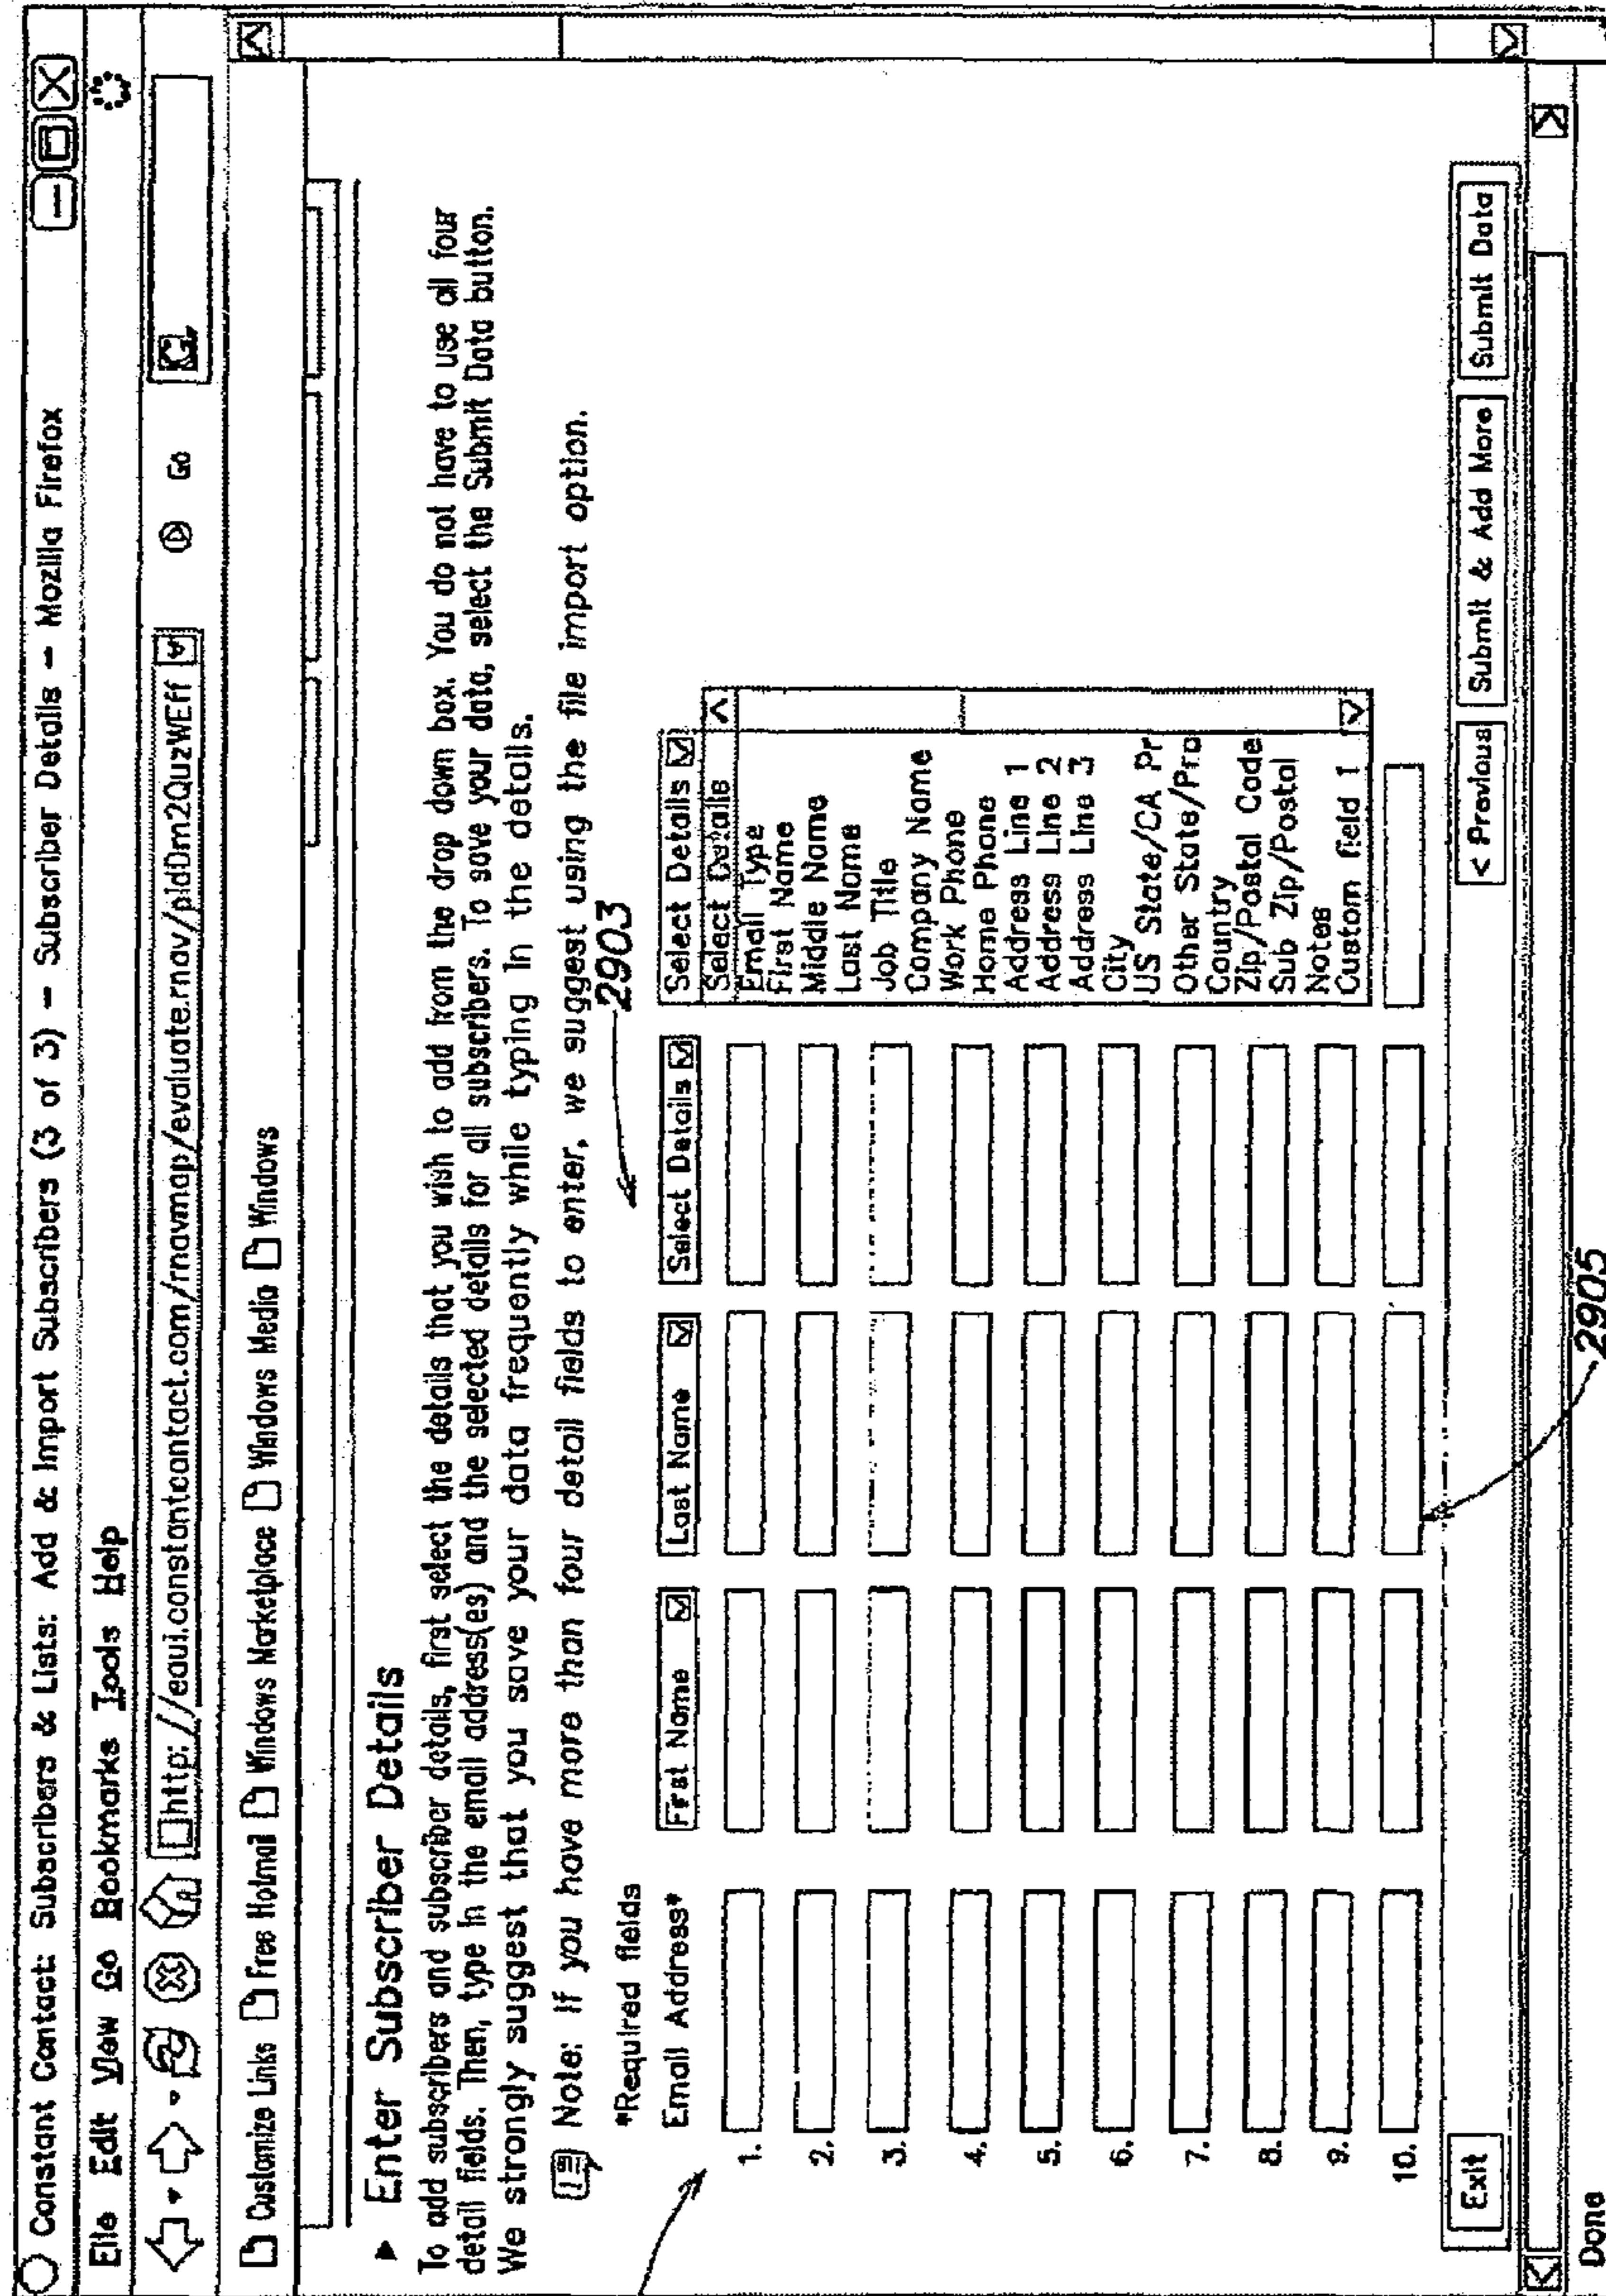 Constant Contact: Subscribers & Lists: Add & Import Subscribers (3 of 3) — Subscriber Details — Mozilla Firefox
File Edit View Go Bookmarks Tools Help
http://eaui.constantcontact.com/rnavmap/evaluate.rnav/pidDm2QuzWEff
Go
G
Customize Links Free Hotmail Windows Marketplace Windows Media Windows
Enter Subscriber Details
To add subscribers and subscriber details, first select the details that you wish to add from the drop down box. You do not have to use all four
detail fields. Then, type in the email address(es) and the selected details for all subscribers. To save your data, select the Submit Data button.
We strongly suggest that you save your data frequently while typing in the details.
Note: If you have more than four detail fields to enter, we suggest using the file import option.
2903
*Required fields
Email Address*
First Name
Last Name
Select Details
Select Details
Select Details
Email Type
First Name
Middle Name
Last Name
Job Title
Company Name
Work Phone
Home Phone
Address Line 1
Address Line 2
Address Line 3
City
US State/CA Pr
Other State/Pro
Country
Zip/Postal Code
Sub Zip/Postal
Notes
Custom field 1
1.
2.
3.
4.
5.
6.
7.
8.
9.
10.
Exit
< Previous
Submit & Add More
Submit Data
2905
Done